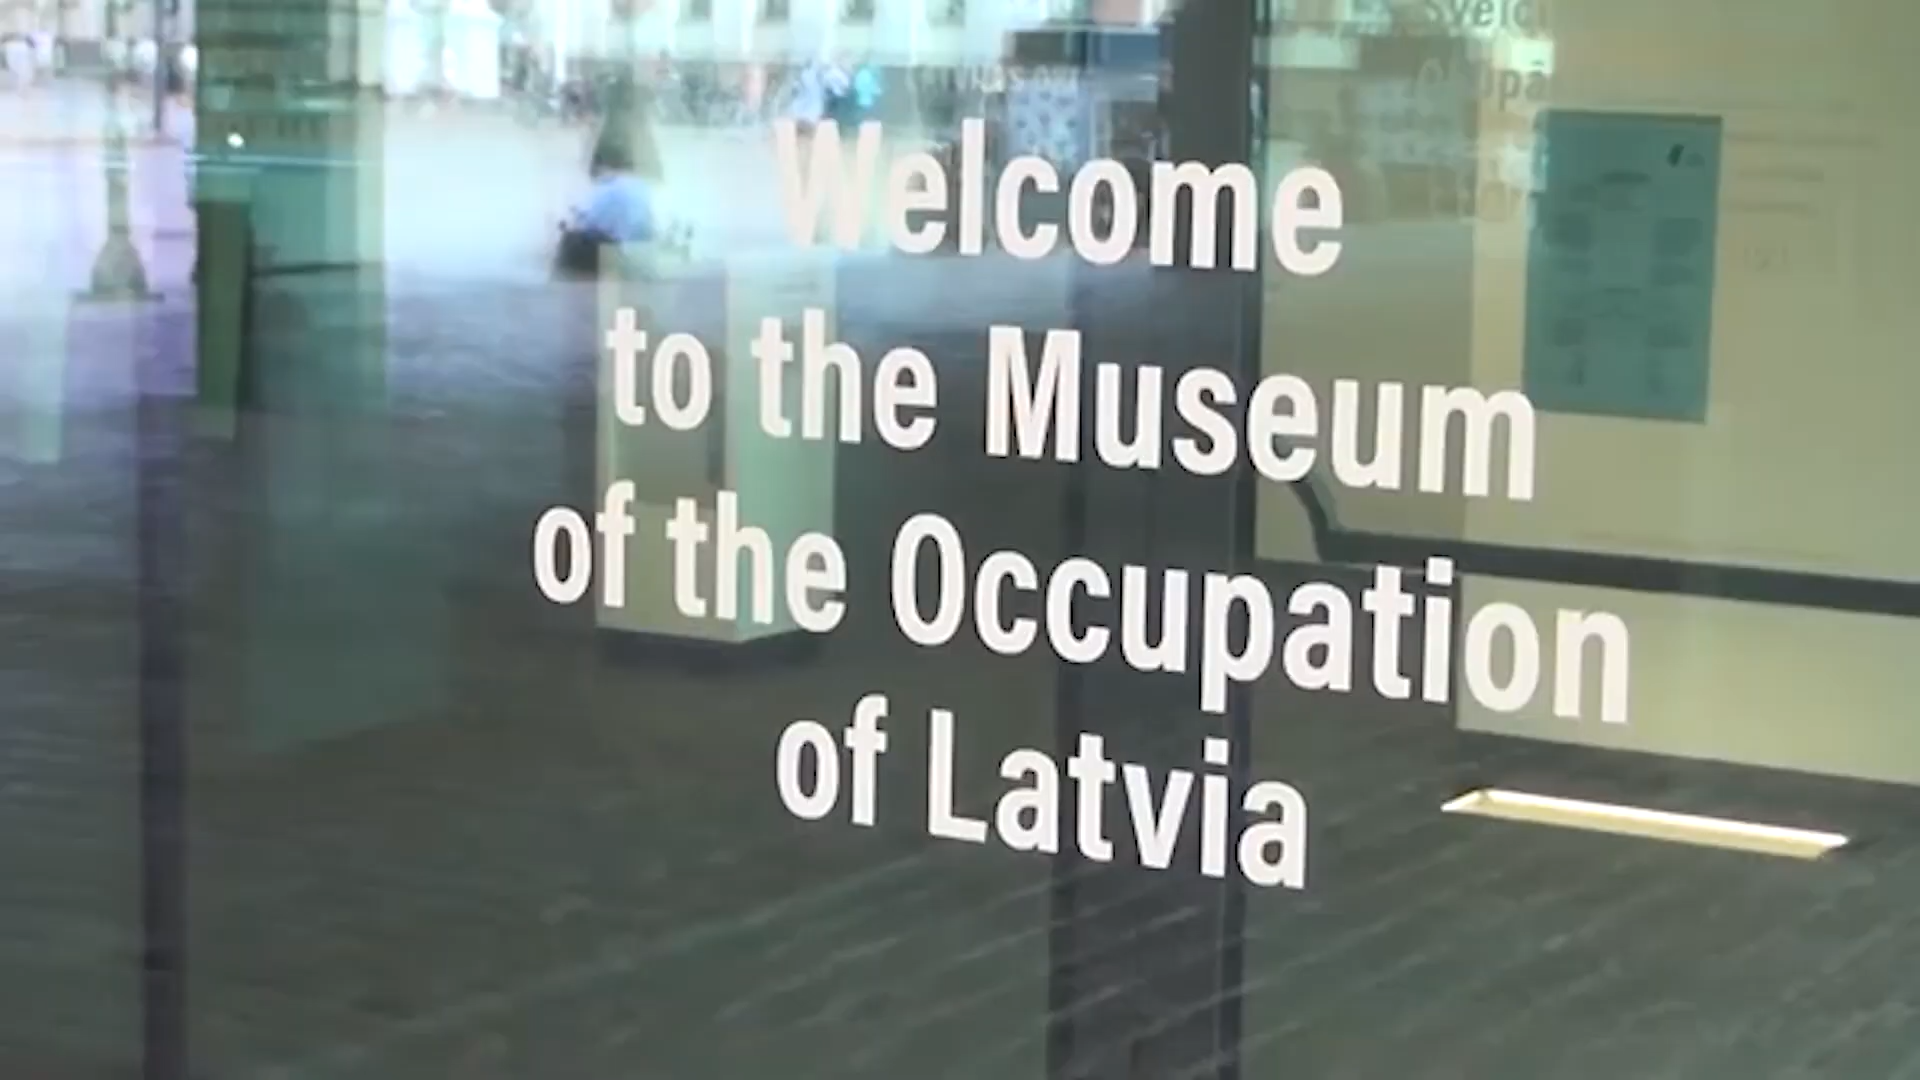 Welcome
to the Museum
of the Occupation
of Latvia